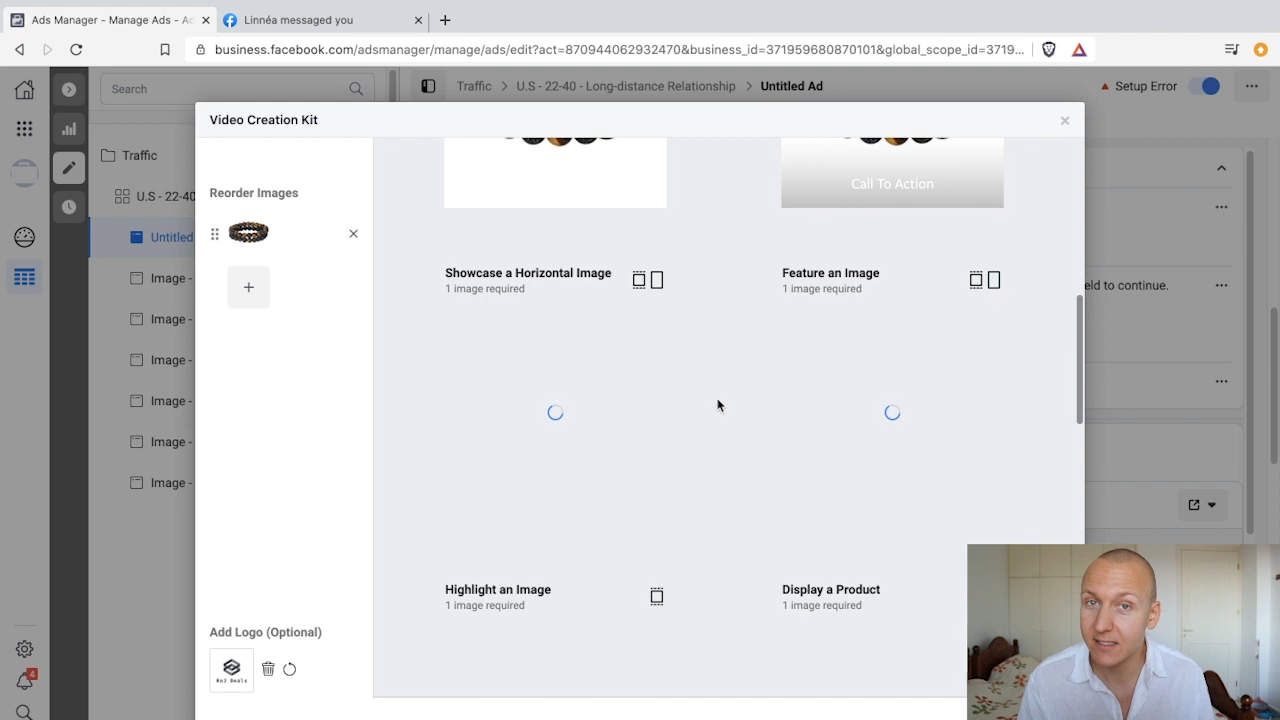 Ads Manager - Manage Ads - Ad
Linnéa messaged you
business.facebook.com/adsmanager/manage/ads/edit?act=870944062932470&business_id=371959680870101&global_scope_id=3719...
Search
Traffic
U.S - 22-40 - Long-distance Relationship
Untitled Ad
Setup Error
Video Creation Kit
Traffic
U.S - 22-40
Untitled
Image -
Image -
Image -
Image -
Image -
Image -
Reorder Images
Call To Action
Showcase a Horizontal Image
1 image required
Feature an Image
1 image required
eld to continue.
Highlight an Image
1 image required
Display a Product
1 image required
Add Logo (Optional)
RnJ Deals
4